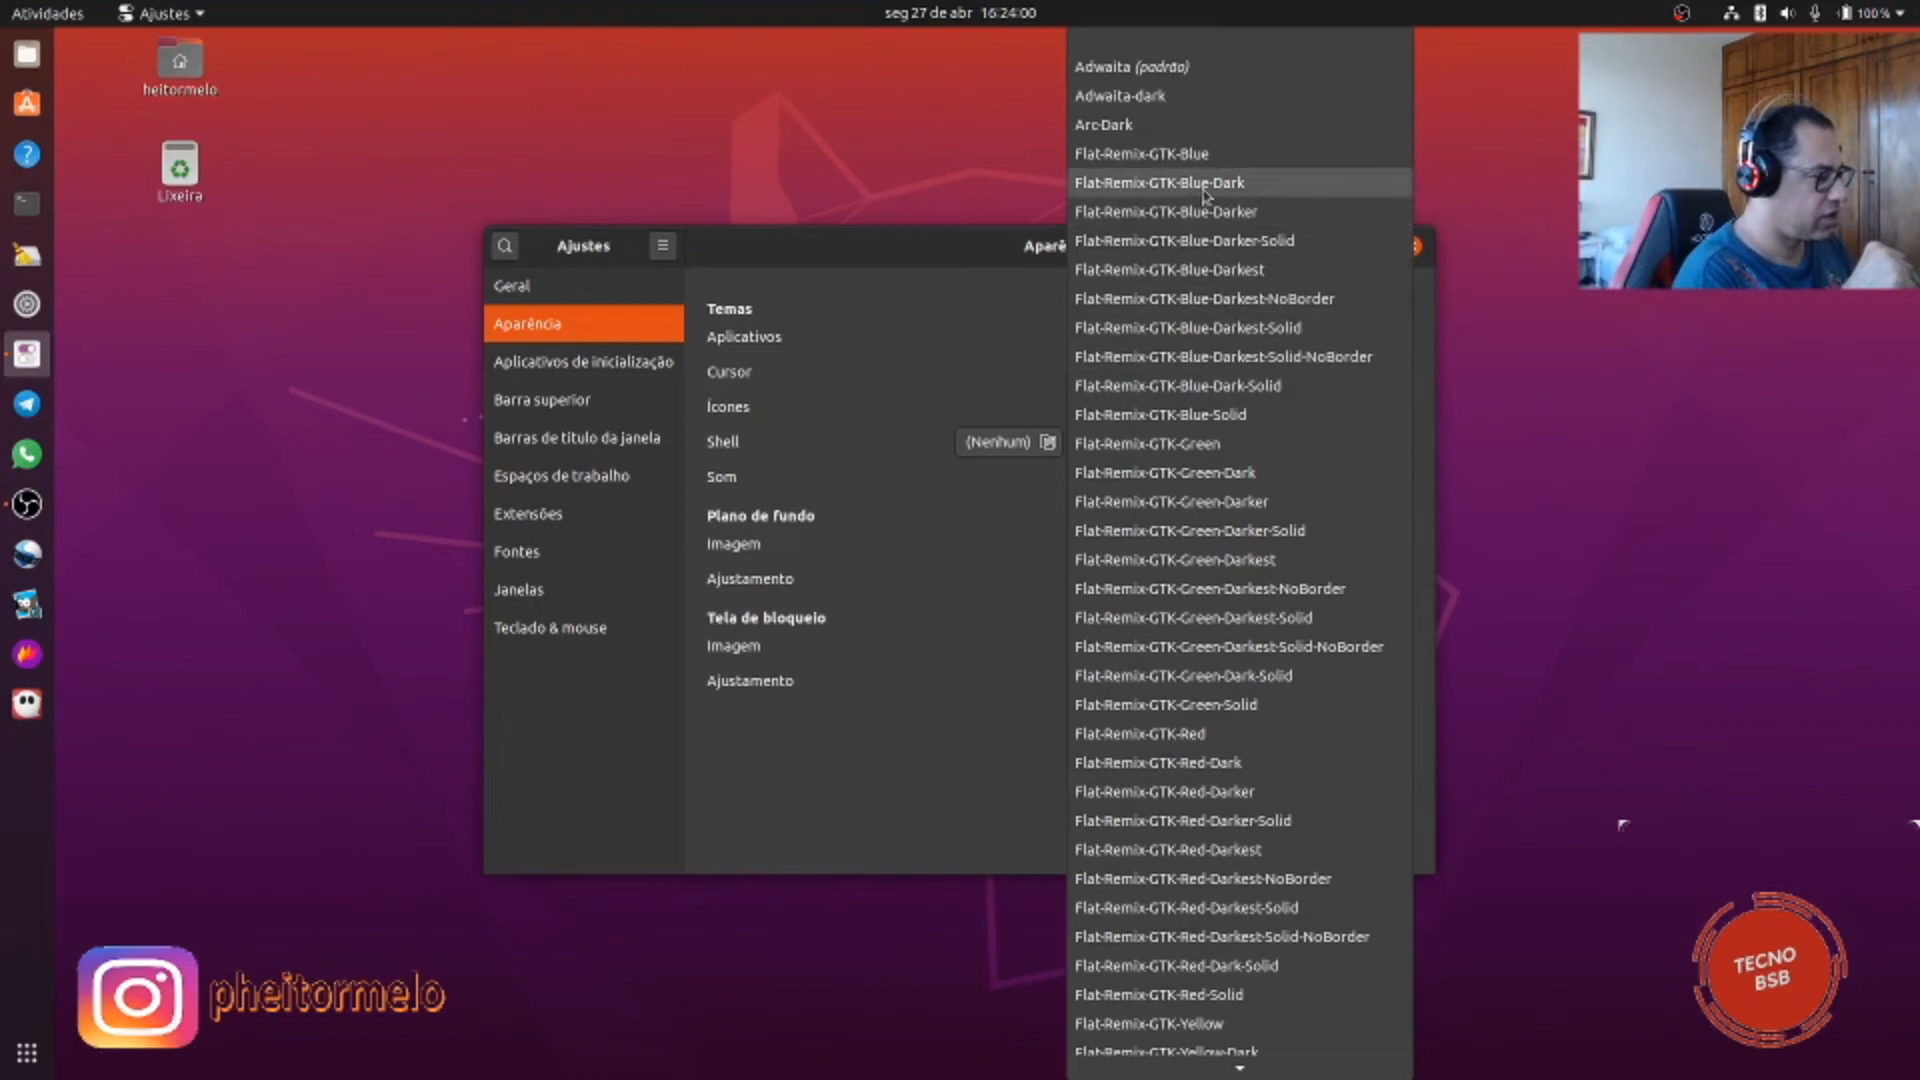 Atividades
Ajustes
seg 27 de abr 16:24:00
100%
heitormelo
Lixeira
Ajustes
Geral
Aparência
Aplicativos de inicialização
Barra superior
Barras de título da janela
Espaços de trabalho
Extensões
Fontes
Janelas
Teclado & mouse
Aparê
Temas
Aplicativos
Cursor
Ícones
Shell
(Nenhum)
Som
Plano de fundo
Imagem
Ajustamento
Tela de bloqueio
Imagem
Ajustamento
Adwaita (padrão)
Adwaita-dark
Arc-Dark
Flat-Remix-GTK-Blue
Flat-Remix-GTK-Blue-Dark
Flat-Remix-GTK-Blue-Darker
Flat-Remix-GTK-Blue-Darker-Solid
Flat-Remix-GTK-Blue-Darkest
Flat-Remix-GTK-Blue-Darkest-NoBorder
Flat-Remix-GTK-Blue-Darkest-Solid
Flat-Remix-GTK-Blue-Darkest-Solid-NoBorder
Flat-Remix-GTK-Blue-Dark-Solid
Flat-Remix-GTK-Blue-Solid
Flat-Remix-GTK-Green
Flat-Remix-GTK-Green-Dark
Flat-Remix-GTK-Green-Darker
Flat-Remix-GTK-Green-Darker-Solid
Flat-Remix-GTK-Green-Darkest
Flat-Remix-GTK-Green-Darkest-NoBorder
Flat-Remix-GTK-Green-Darkest-Solid
Flat-Remix-GTK-Green-Darkest-Solid-NoBorder
Flat-Remix-GTK-Green-Dark-Solid
Flat-Remix-GTK-Green-Solid
Flat-Remix-GTK-Red
Flat-Remix-GTK-Red-Dark
Flat-Remix-GTK-Red-Darker
Flat-Remix-GTK-Red-Darker-Solid
Flat-Remix-GTK-Red-Darkest
Flat-Remix-GTK-Red-Darkest-NoBorder
Flat-Remix-GTK-Red-Darkest-Solid
Flat-Remix-GTK-Red-Darkest-Solid-NoBorder
Flat-Remix-GTK-Red-Dark-Solid
Flat-Remix-GTK-Red-Solid
Flat-Remix-GTK-Yellow
Flat-Remix-GTK-Yellow-Dark
pheitormelo
TECNO
BSB